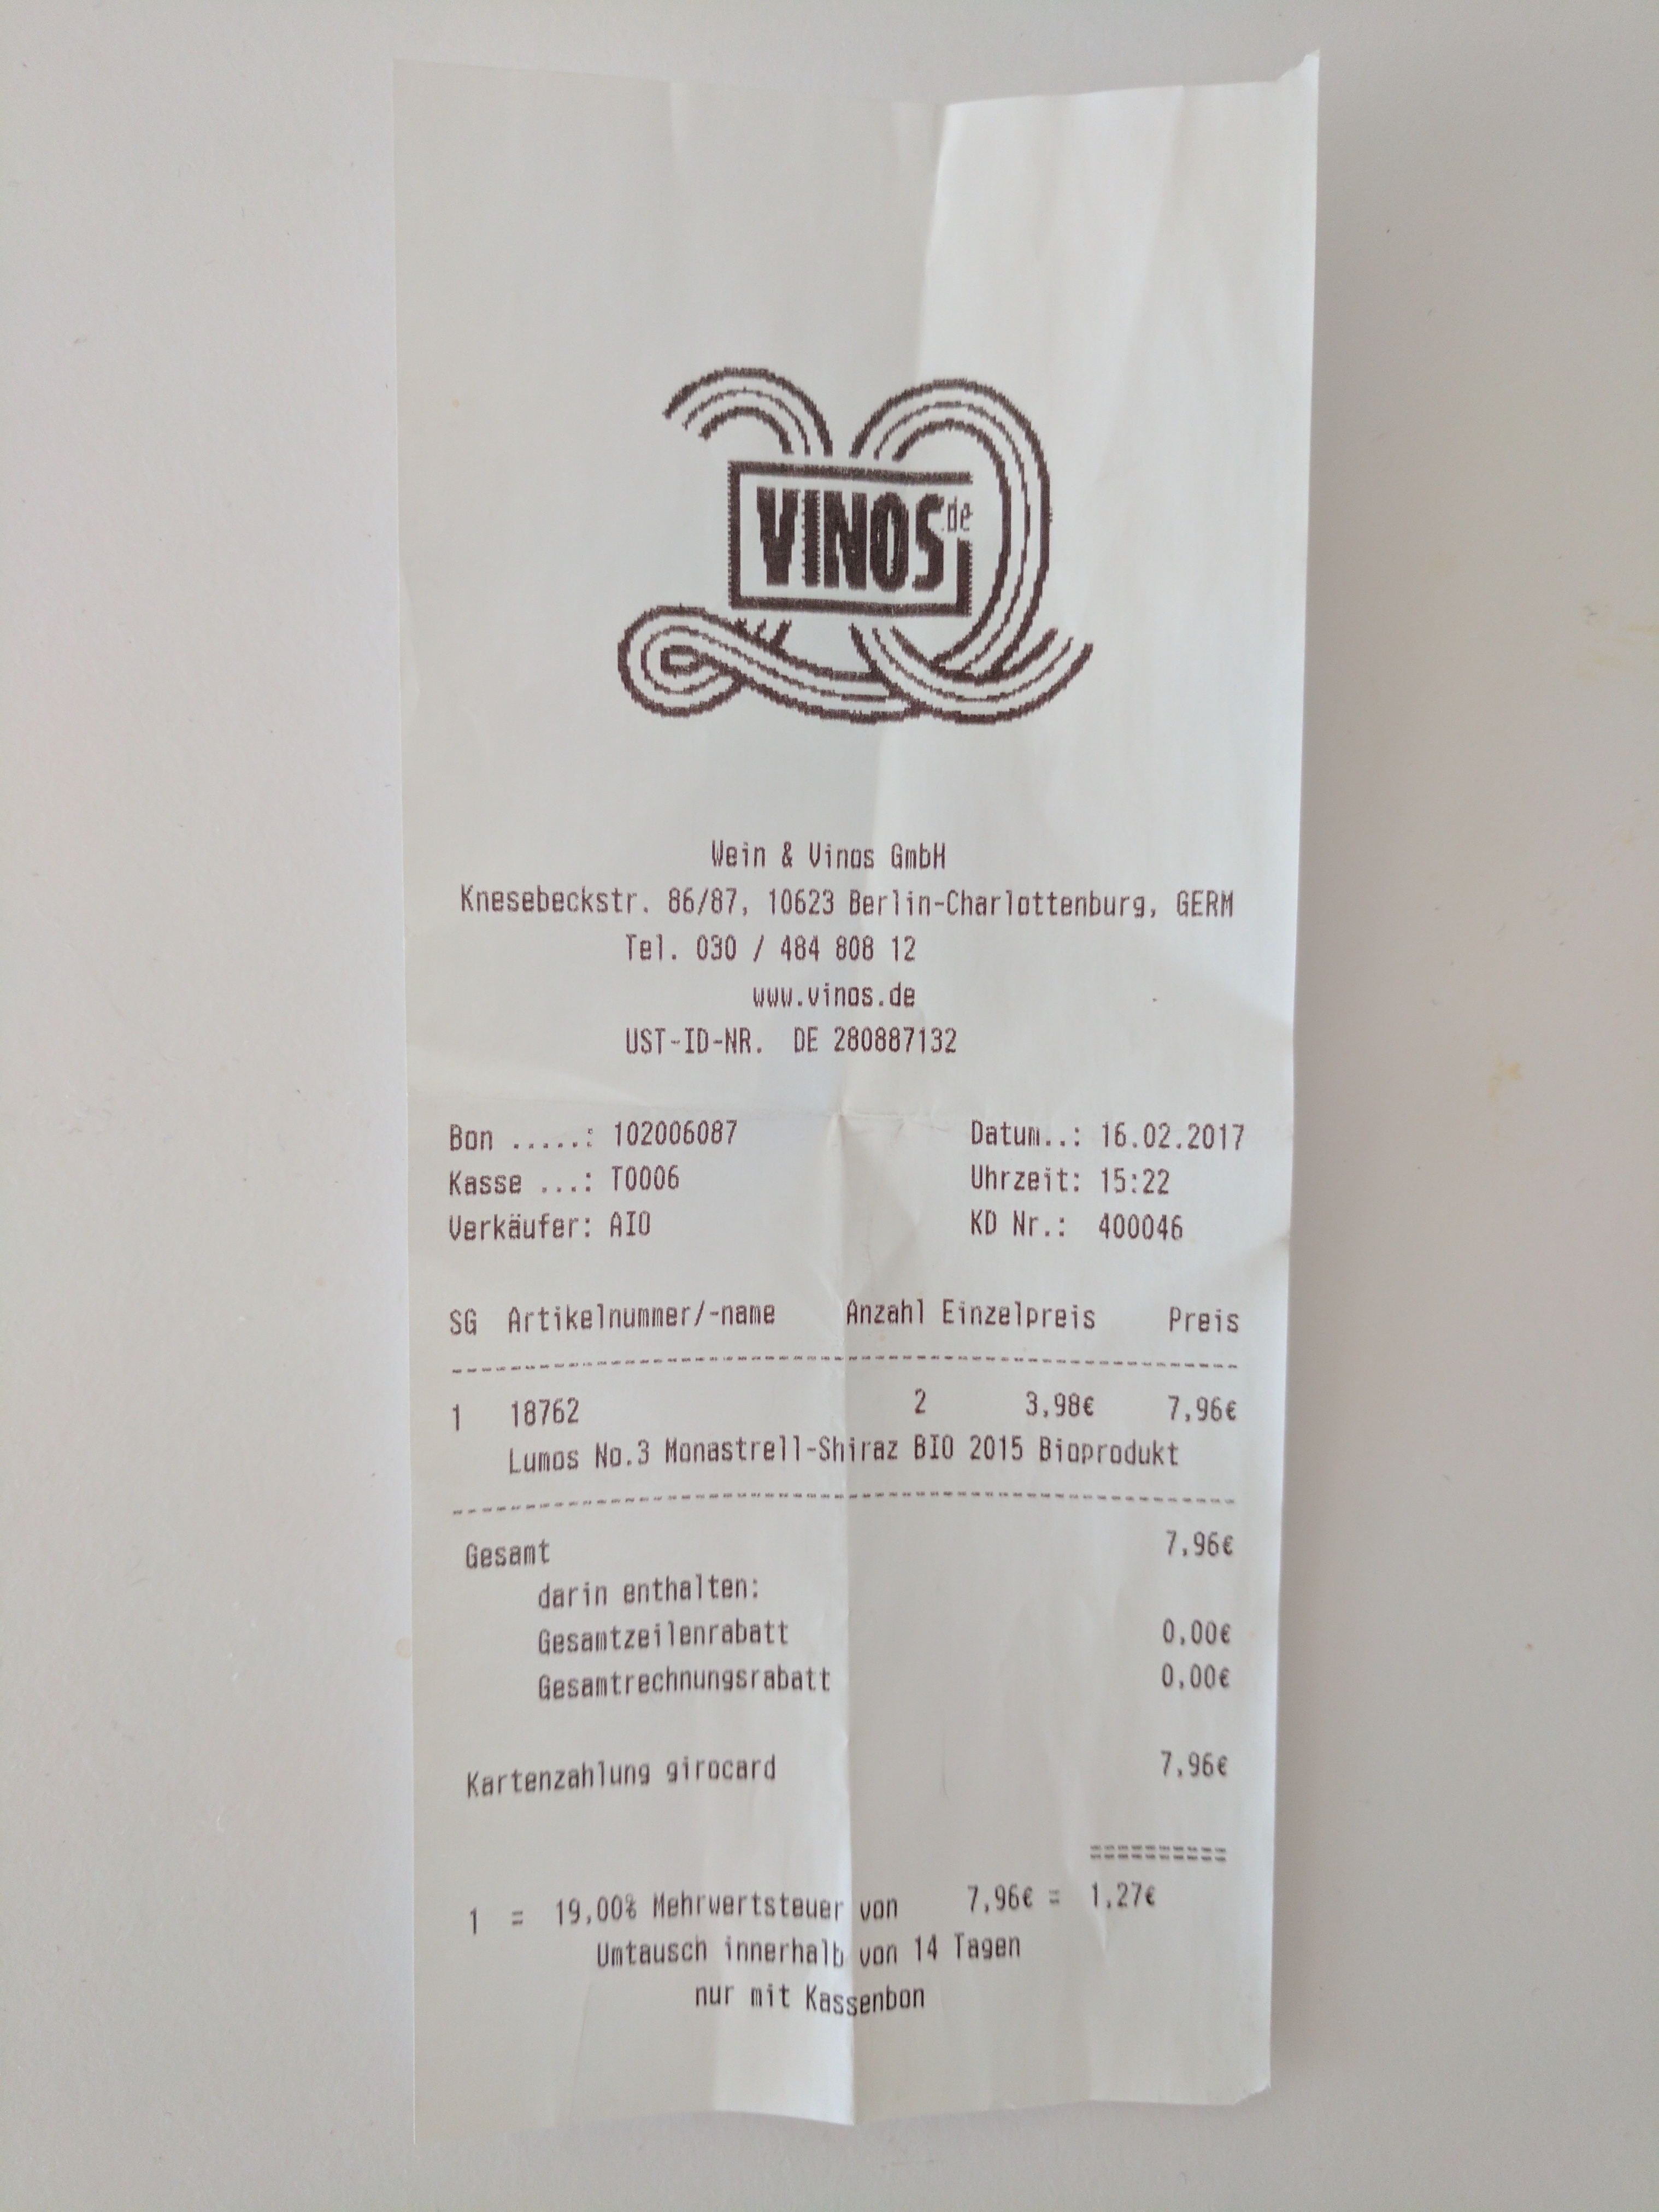 VINOS.de
Wein & Vinos GmbH
Knesebeckstr. 86/87, 10623 Berlin-Charlottenburg, GERM
Tel. 030 / 484 808 12
www.vinos.de
UST-ID-NR. DE 280887132
Bon .....: 102006087 Datum..: 16.02.2017
Kasse ...: T0006 Uhrzeit: 15:22
Verkäufer: AIO KD Nr.: 400046
SG Artikelnummer/-name Anzahl Einzelpreis Preis
1 18762 2 3,98€ 7,96€
Lumos No.3 Monastrell-Shiraz BIO 2015 Bioprodukt
Gesamt 7,96€
darin enthalten:
Gesamtzeilenrabatt 0,00€
Gesamtrechnungsrabatt 0,00€
Kartenzahlung girocard 7,96€
==========
1 = 19,00% Mehrwertsteuer von 7,96€ = 1,27€
Umtausch innerhalb von 14 Tagen
nur mit Kassenbon